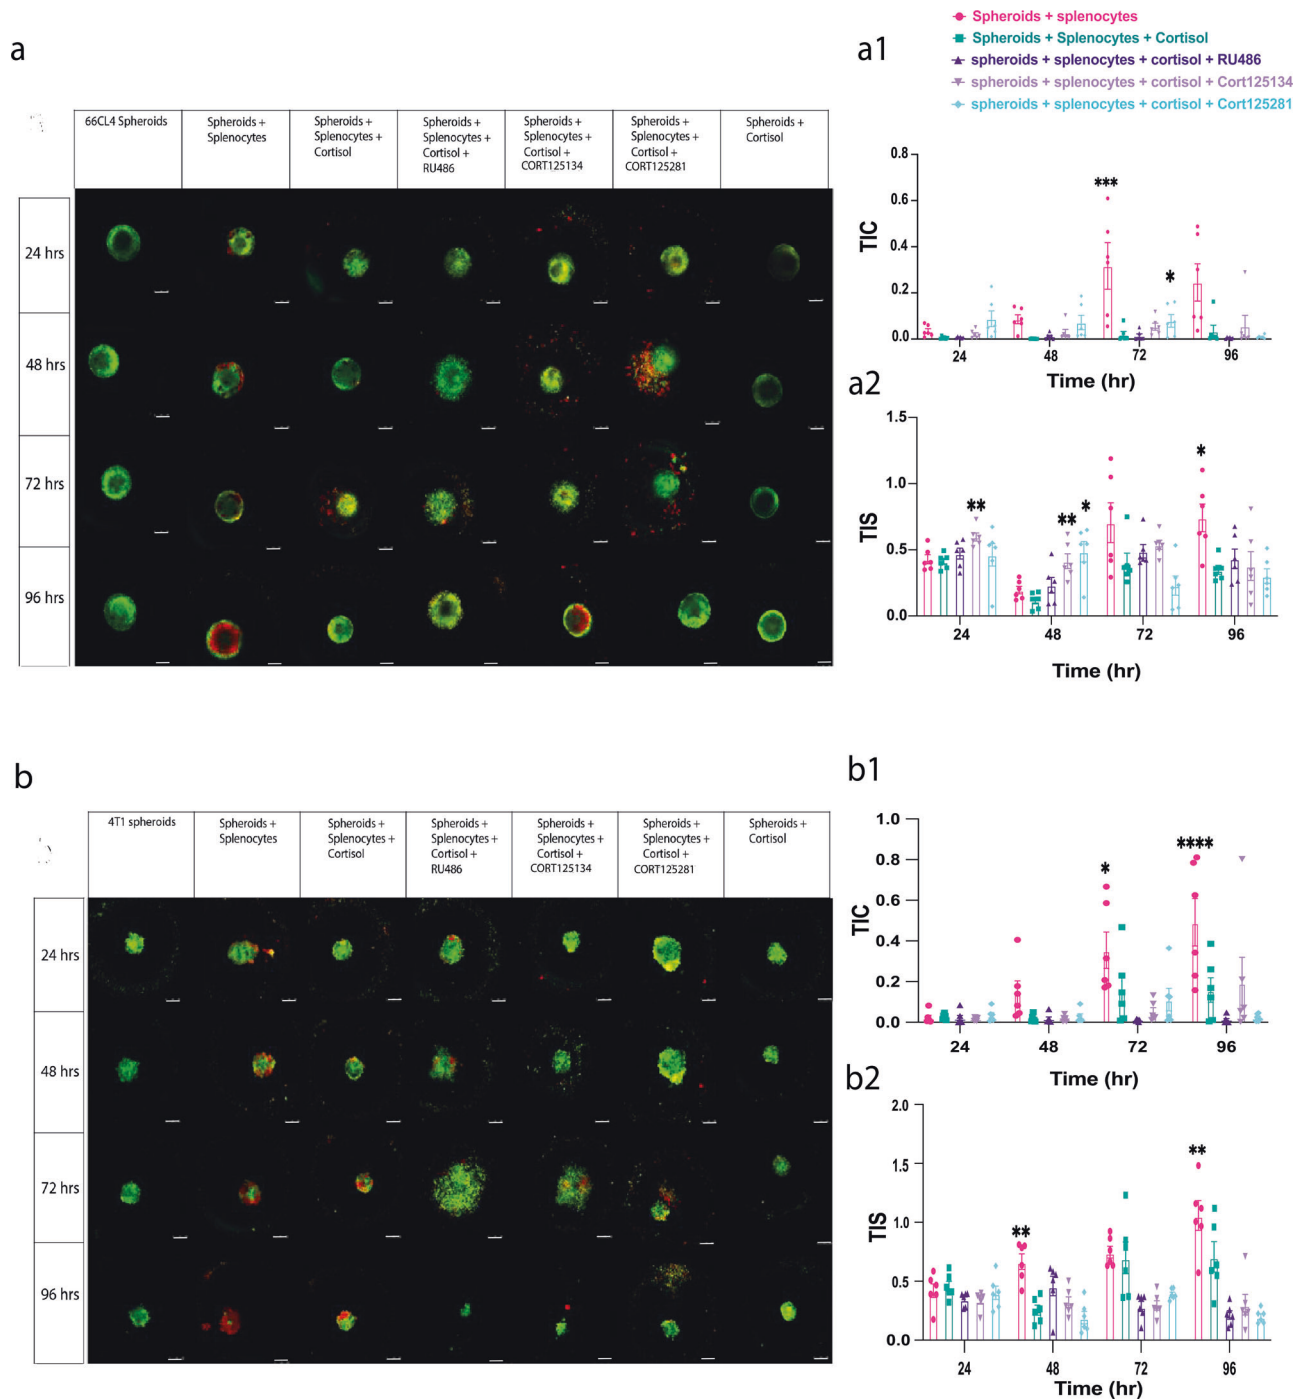 a
66CL4 Spheroids
Spheroids +
Splenocytes
Spheroids +
Splenocytes +
Cortisol
Spheroids +
Splenocytes +
Cortisol +
RU486
Spheroids +
Splenocytes +
Cortisol +
CORT125134
Spheroids +
Splenocytes +
Cortisol +
CORT125281
Spheroids +
Cortisol
24 hrs
48 hrs
72 hrs
96 hrs
a1
Spheroids + splenocytes
Spheroids + Splenocytes + Cortisol
spheroids + splenocytes + cortisol + RU486
spheroids + splenocytes + cortisol + Cort125134
spheroids + splenocytes + cortisol + Cort125281
TIC
0.8
0.6
0.4
0.2
0.0
***
*
24 48 72 96
Time (hr)
a2
TIS
1.5
1.0
0.5
0.0
**
**
*
*
24 48 72 96
Time (hr)
b
4T1 spheroids
Spheroids +
Splenocytes
Spheroids +
Splenocytes +
Cortisol
Spheroids +
Splenocytes +
Cortisol +
RU486
Spheroids +
Splenocytes +
Cortisol +
CORT125134
Spheroids +
Splenocytes +
Cortisol +
CORT125281
Spheroids +
Cortisol
24 hrs
48 hrs
72 hrs
96 hrs
b1
TIC
1.0
0.8
0.6
0.4
0.2
0.0
*
****
24 48 72 96
Time (hr)
b2
TIS
2.0
1.5
1.0
0.5
0.0
**
**
24 48 72 96
Time (hr)